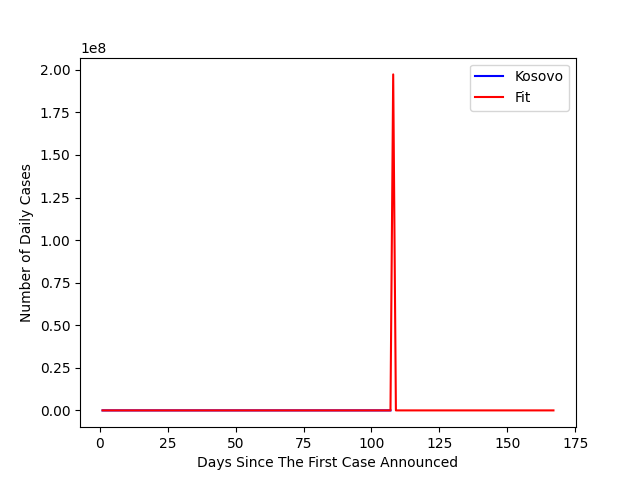 1e8
2.00
1.75
1.50
1.25
1.00
0.75
0.50
0.25
0.00
Number of Daily Cases
Kosovo
Fit
0 25 50 75 100 125 150 175
Days Since The First Case Announced